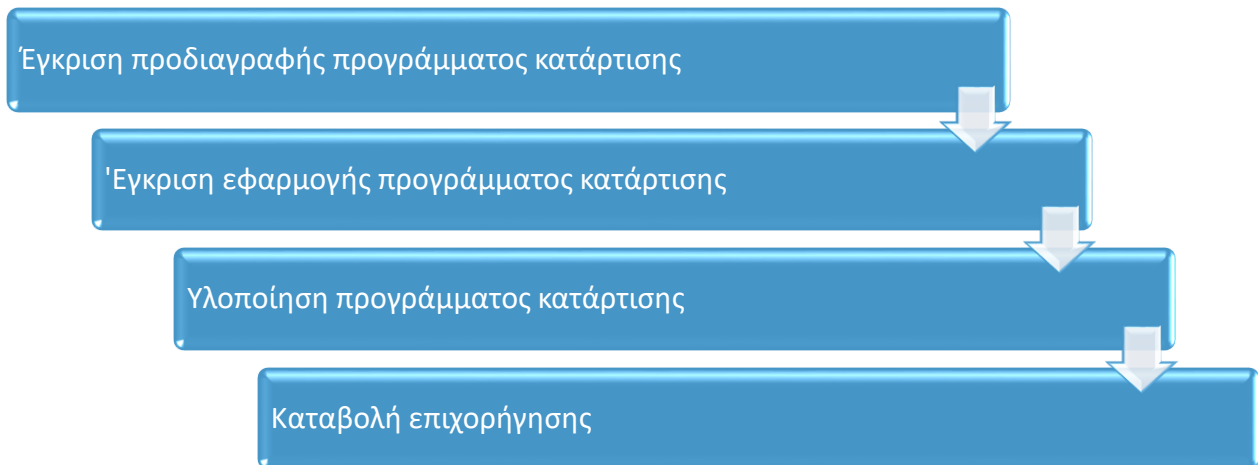 Έγκριση προδιαγραφής προγράμματος κατάρτισης
'Εγκριση εφαρμογής προγράμματος κατάρτισης
Υλοποίηση προγράμματος κατάρτισης
Καταβολή επιχορήγησης